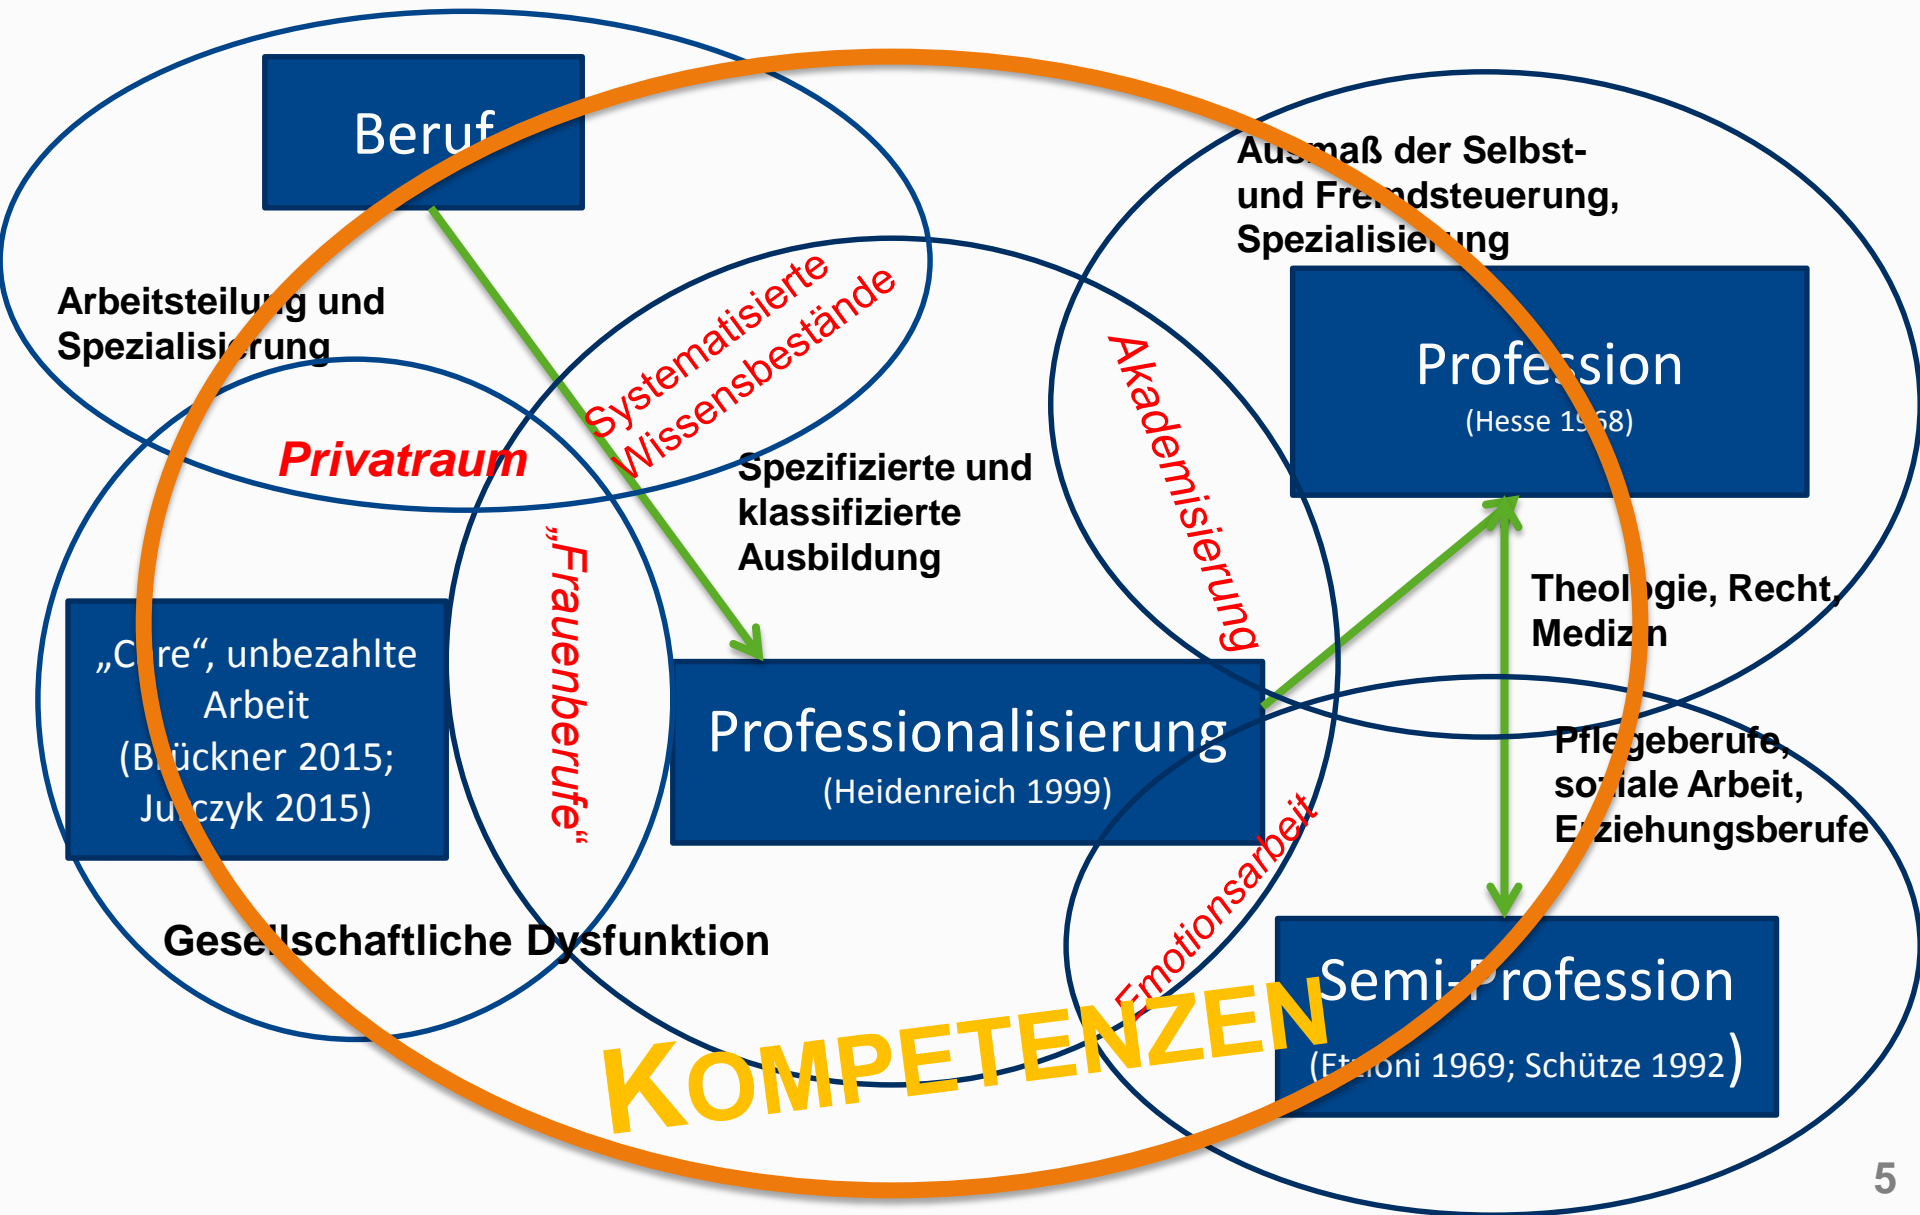 Beruf
Arbeitsteilung und
Spezialisierung
Ausmaß der Selbst-
und Fremdsteuerung,
Spezialisierung
Profession
(Hesse 1968)
Systematisierte
Wissensbestände
Privatraum
Spezifizierte und
klassifizierte
Ausbildung
Akademisierung
„Frauenberufe“
Theologie, Recht,
Medizin
„Care“, unbezahlte
Arbeit
(Brückner 2015;
Jurczyk 2015)
Professionalisierung
(Heidenreich 1999)
Pflegeberufe,
soziale Arbeit,
Erziehungsberufe
Emotionsarbeit
Gesellschaftliche Dysfunktion
Semi-Profession
(Etzioni 1969; Schütze 1992)
KOMPETENZEN
5